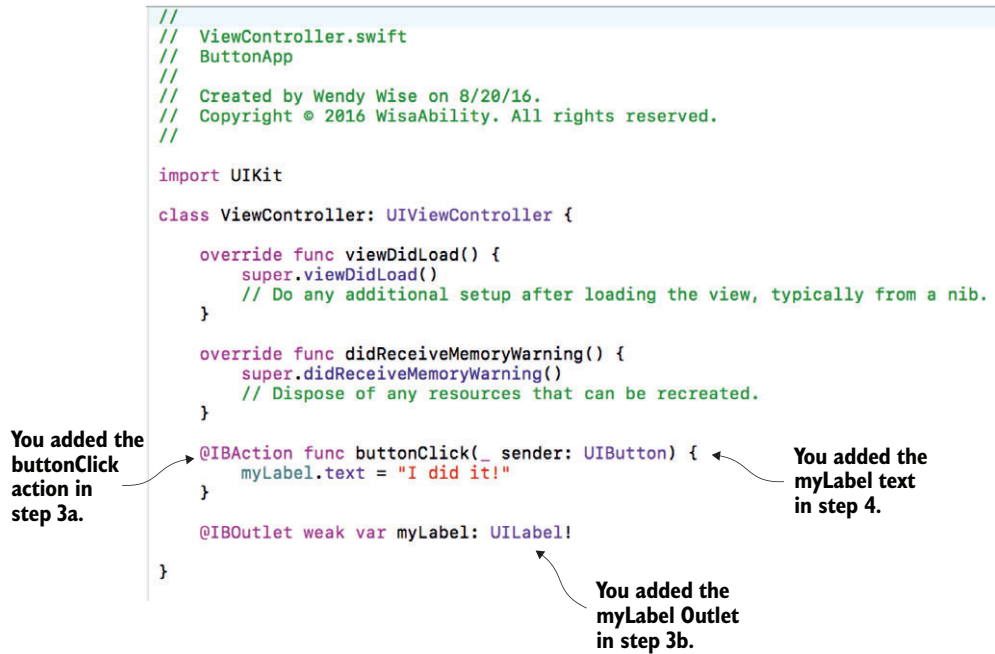 //
//  ViewController.swift
//  ButtonApp
//
//  Created by Wendy Wise on 8/20/16.
//  Copyright © 2016 WisaAbility. All rights reserved.
//
import UIKit
class ViewController: UIViewController {
    override func viewDidLoad() {
        super.viewDidLoad()
        // Do any additional setup after loading the view, typically from a nib.
    }
    override func didReceiveMemoryWarning() {
        super.didReceiveMemoryWarning()
        // Dispose of any resources that can be recreated.
    }
    @IBAction func buttonClick(_ sender: UIButton) {
        myLabel.text = "I did it!"
    }
    @IBOutlet weak var myLabel: UILabel!
}
You added the
buttonClick
action in
step 3a.
You added the
myLabel text
in step 4.
You added the
myLabel Outlet
in step 3b.